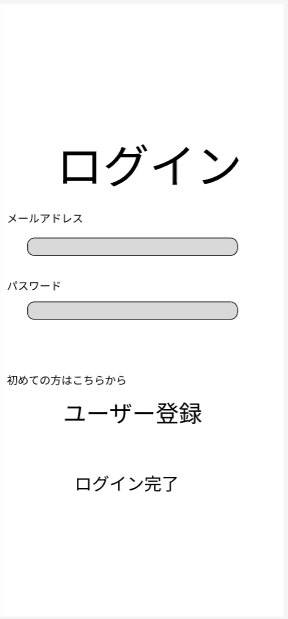 ログイン
メールアドレス
パスワード
初めての方はこちらから
ユーザー登録
ログイン完了